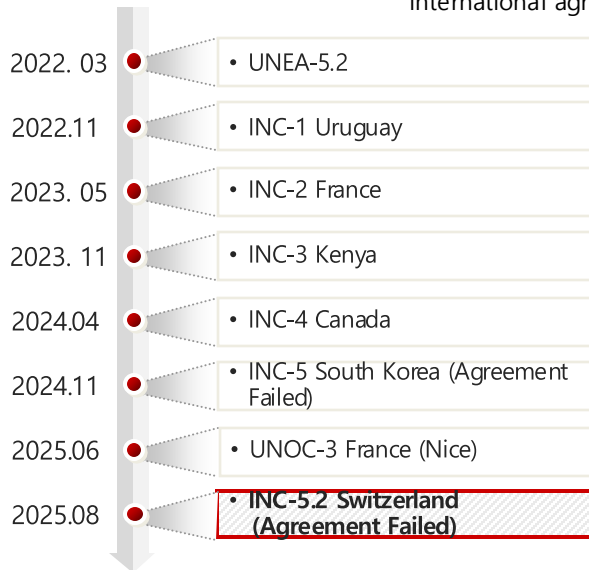 international agr
2022. 03
• UNEA-5.2
2022.11
• INC-1 Uruguay
2023. 05
• INC-2 France
2023. 11
• INC-3 Kenya
2024.04
• INC-4 Canada
2024.11
• INC-5 South Korea (Agreement
Failed)
2025.06
• UNOC-3 France (Nice)
2025.08
• INC-5.2 Switzerland
(Agreement Failed)